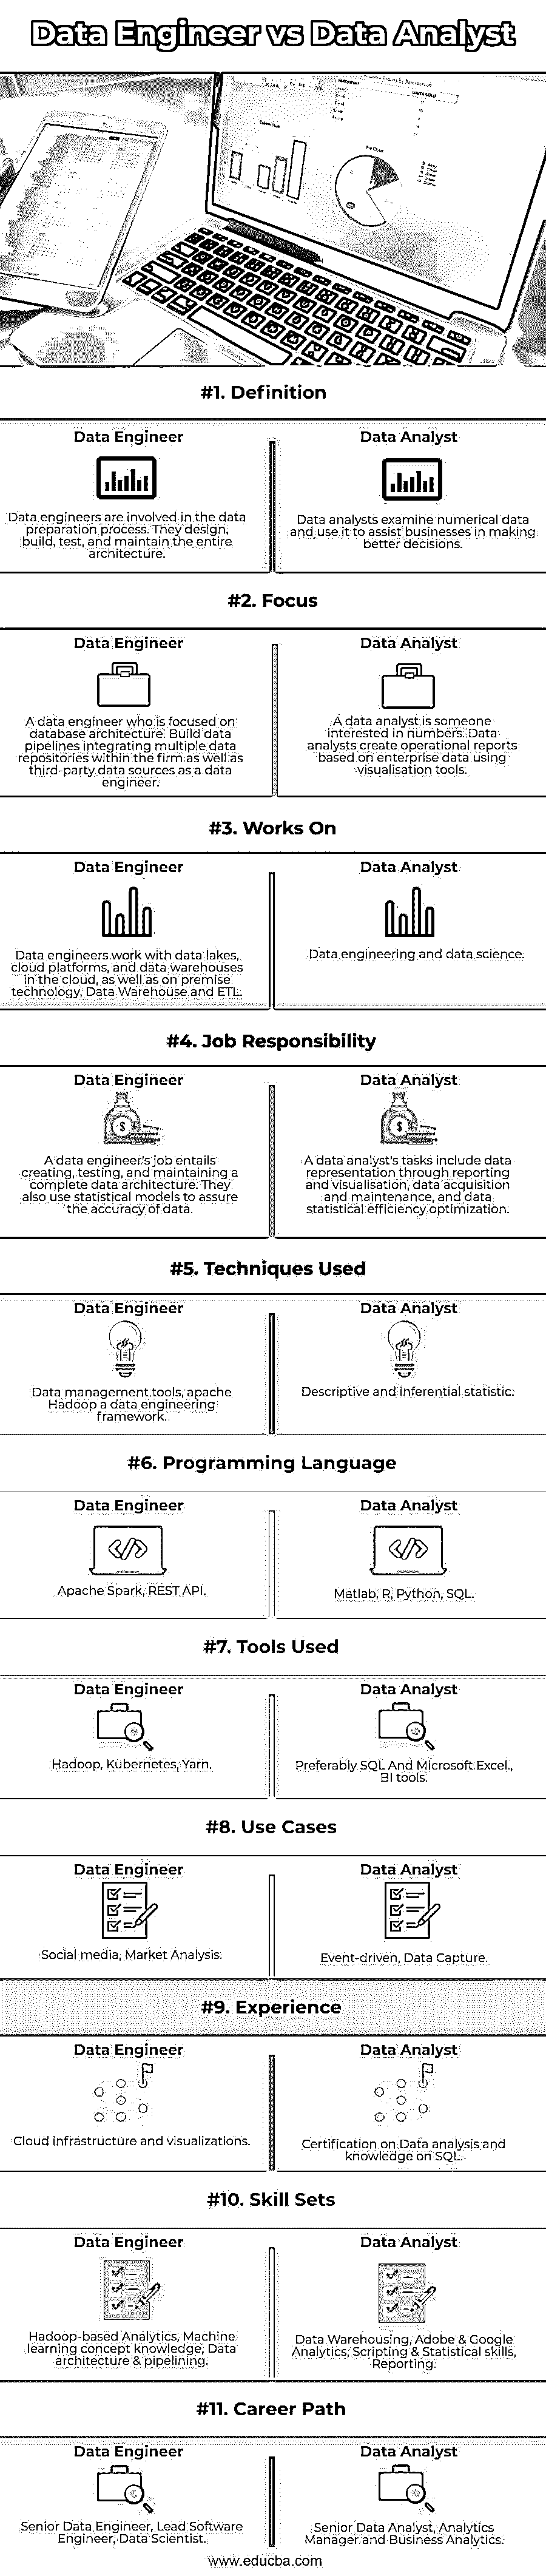 Data Engineer vs Data Analyst
#1. Definition
Data Engineer
Data engineers are involved in the data
preparation process. They design,
build, test, and maintain the entire
architecture.
Data Analyst
Data analysts examine numerical data
and use it to assist businesses in making
better decisions.
#2. Focus
Data Engineer
A data engineer who is focused on
database architecture. Build data
pipelines integrating multiple data
repositories within the firm as well as
third-party data sources as a data
engineer.
Data Analyst
A data analyst is someone
interested in numbers. Data
analysts create operational reports
based on enterprise data using
visualisation tools.
#3. Works On
Data Engineer
Data engineers work with data lakes,
cloud platforms, and data warehouses
in the cloud, as well as on premise
technology, Data Warehouse and ETL.
Data Analyst
Data engineering and data science.
#4. Job Responsibility
Data Engineer
A data engineer's job entails
creating, testing, and maintaining a
complete data architecture. They
also use statistical models to assure
the accuracy of data.
Data Analyst
A data analyst's tasks include data
representation through reporting
and visualisation, data acquisition
and maintenance, and data
statistical efficiency optimization.
#5. Techniques Used
Data Engineer
Data management tools, apache
Hadoop a data engineering
framework.
Data Analyst
Descriptive and inferential statistic.
#6. Programming Language
Data Engineer
Apache Spark, REST API.
Data Analyst
Matlab, R, Python, SQL.
#7. Tools Used
Data Engineer
Hadoop, Kubernetes, Yarn.
Data Analyst
Preferably SQL And Microsoft Excel.,
BI tools.
#8. Use Cases
Data Engineer
Social media, Market Analysis.
Data Analyst
Event-driven, Data Capture.
#9. Experience
Data Engineer
Cloud infrastructure and visualizations.
Data Analyst
Certification on Data analysis and
knowledge on SQL.
#10. Skill Sets
Data Engineer
Hadoop-based Analytics, Machine
learning concept knowledge, Data
architecture & pipelining.
Data Analyst
Data Warehousing, Adobe & Google
Analytics, Scripting & Statistical skills,
Reporting.
#11. Career Path
Data Engineer
Senior Data Engineer, Lead Software
Engineer, Data Scientist.
Data Analyst
Senior Data Analyst, Analytics
Manager and Business Analytics.
www.educba.com